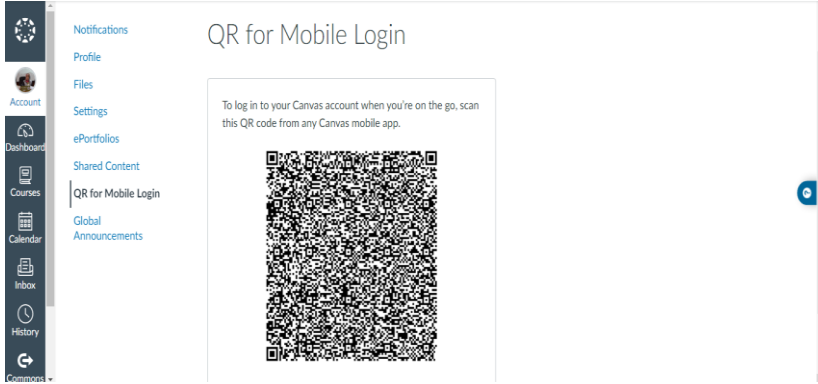 QR for Mobile Login
Account
Dashboard
Courses
Calendar
Inbox
History
Commons
Notifications
Profile
Files
Settings
ePortfolios
Shared Content
QR for Mobile Login
Global
Announcements
To log in to your Canvas account when you're on the go, scan
this QR code from any Canvas mobile app.